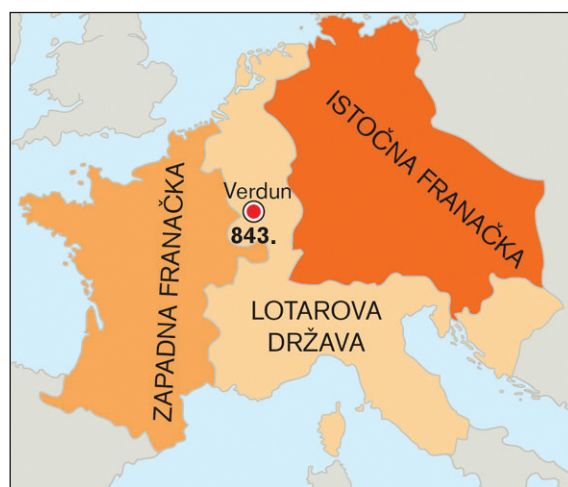 ISTOČNA FRANAČKA
Verdun
843.
ZAPADNA FRANAČKA
LOTAROVA
DRŽAVA